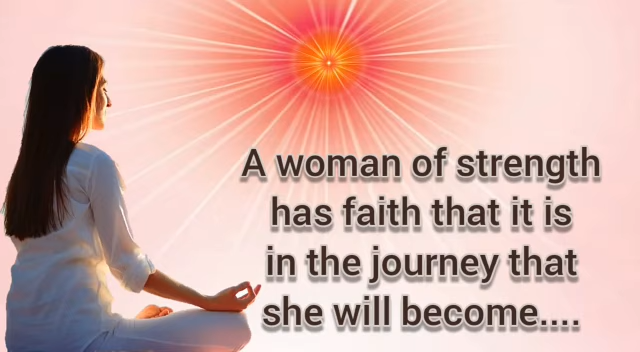 A woman of strength
has faith that it is
in the journey that
she will become....